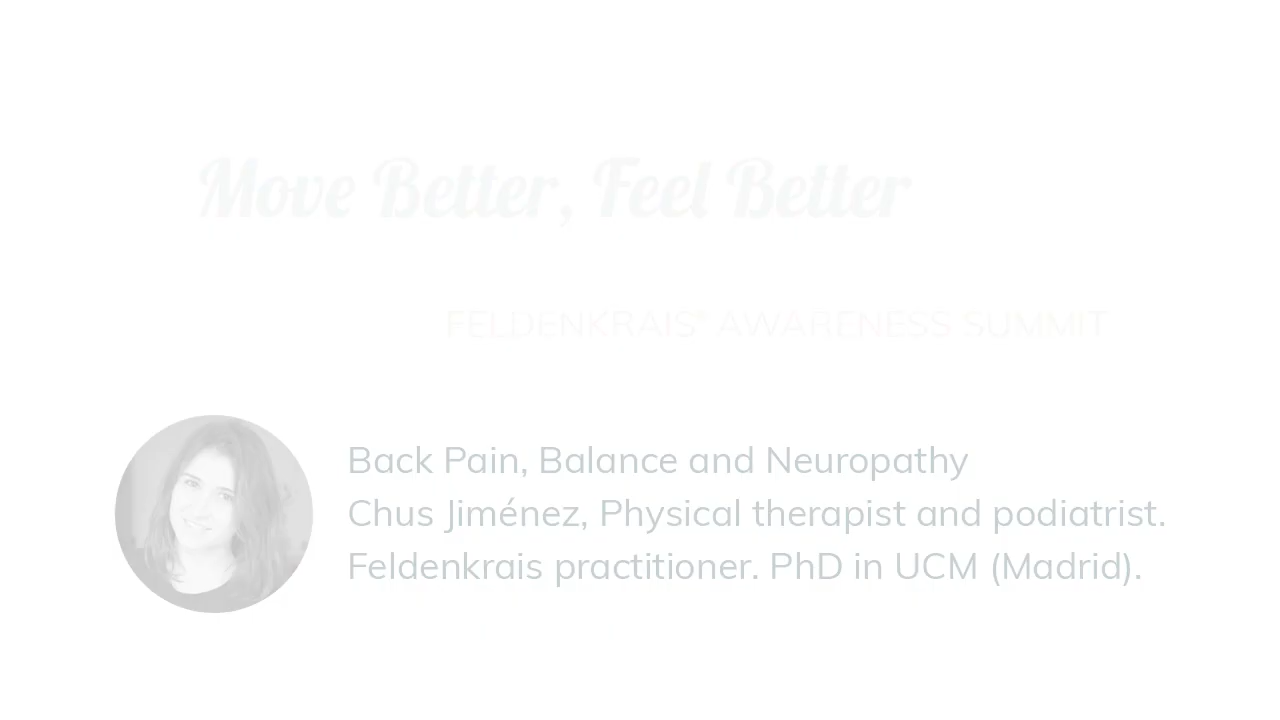 Move Better, Feel Better
FELDENKRAIS® AWARENESS SUMMIT
Back Pain, Balance and Neuropathy
Chus Jiménez, Physical therapist and podiatrist.
Feldenkrais practitioner. PhD in UCM (Madrid).